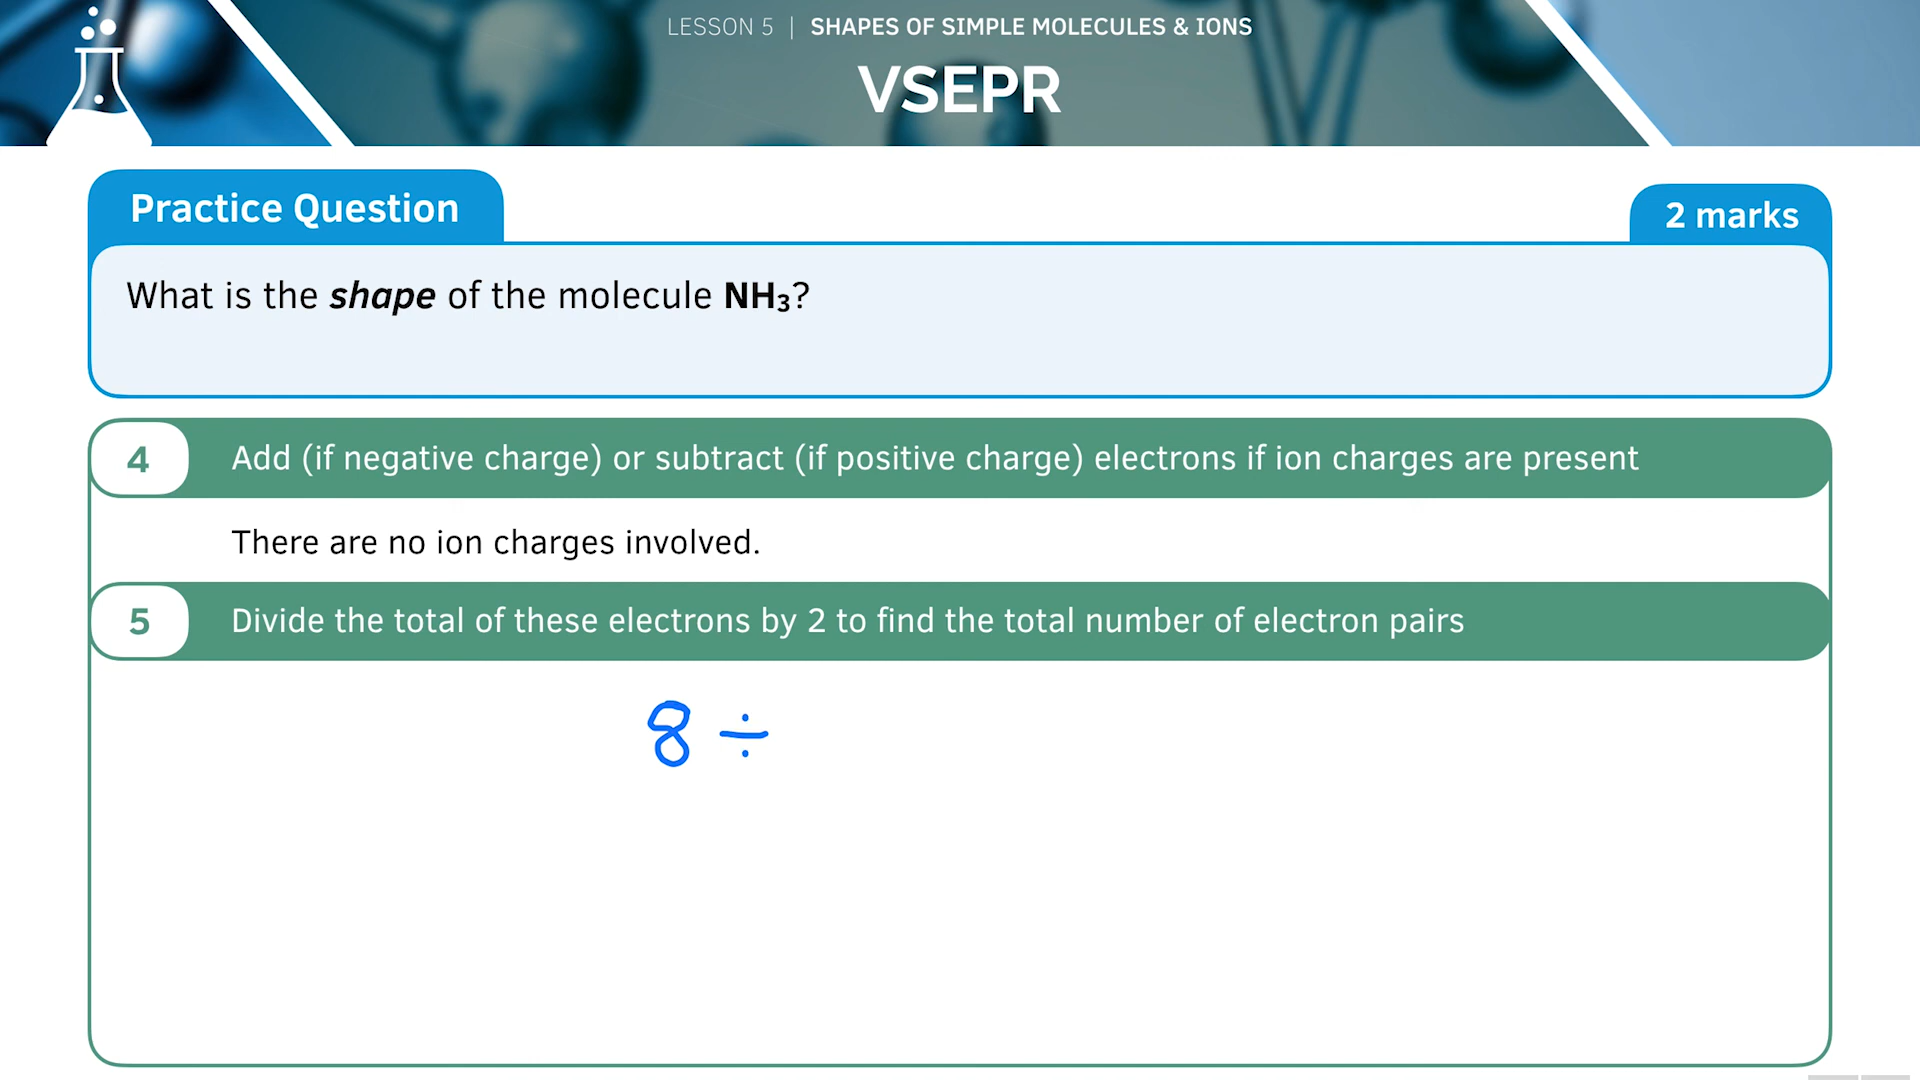 LESSON 5 | SHAPES OF SIMPLE MOLECULES & IONS
VSEPR
Practice Question
2 marks
What is the shape of the molecule NH₃?
4 Add (if negative charge) or subtract (if positive charge) electrons if ion charges are present
There are no ion charges involved.
5 Divide the total of these electrons by 2 to find the total number of electron pairs
8 ÷